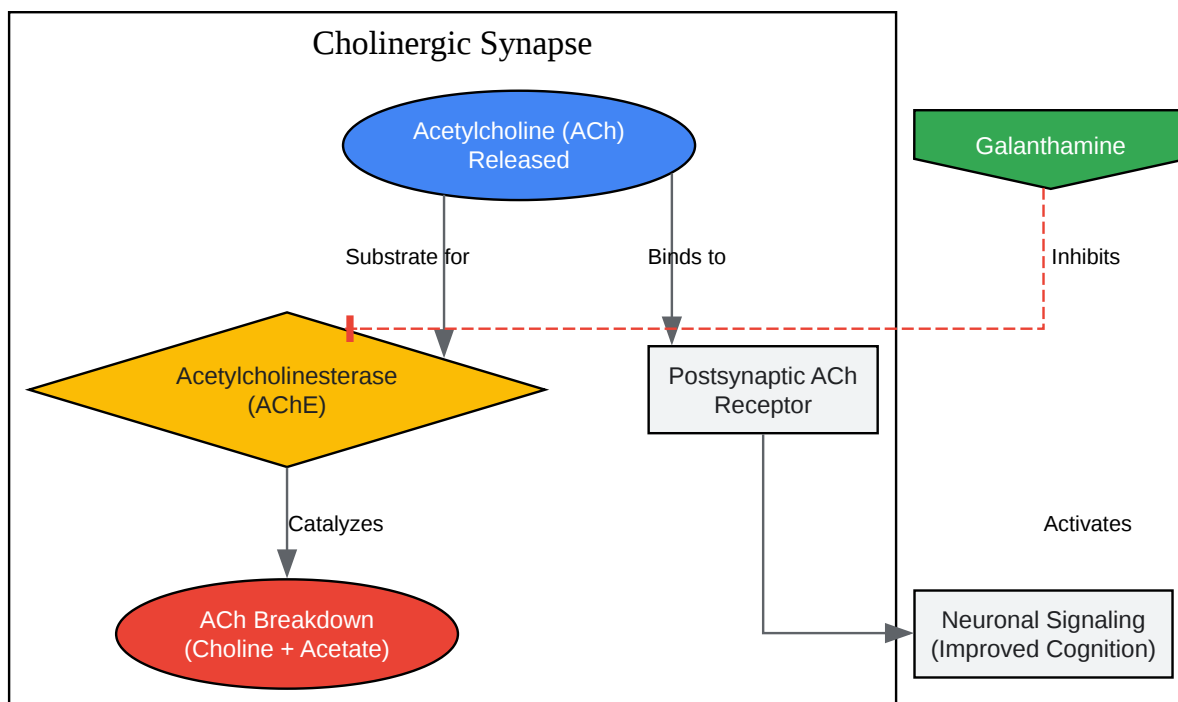 Cholinergic Synapse
Acetylcholine (ACh)
Released
Galanthamine
Substrate for
Binds to
Inhibits
Acetylcholinesterase
(AChE)
Postsynaptic ACh
Receptor
Catalyzes
Activates
ACh Breakdown
(Choline + Acetate)
Neuronal Signaling
(Improved Cognition)